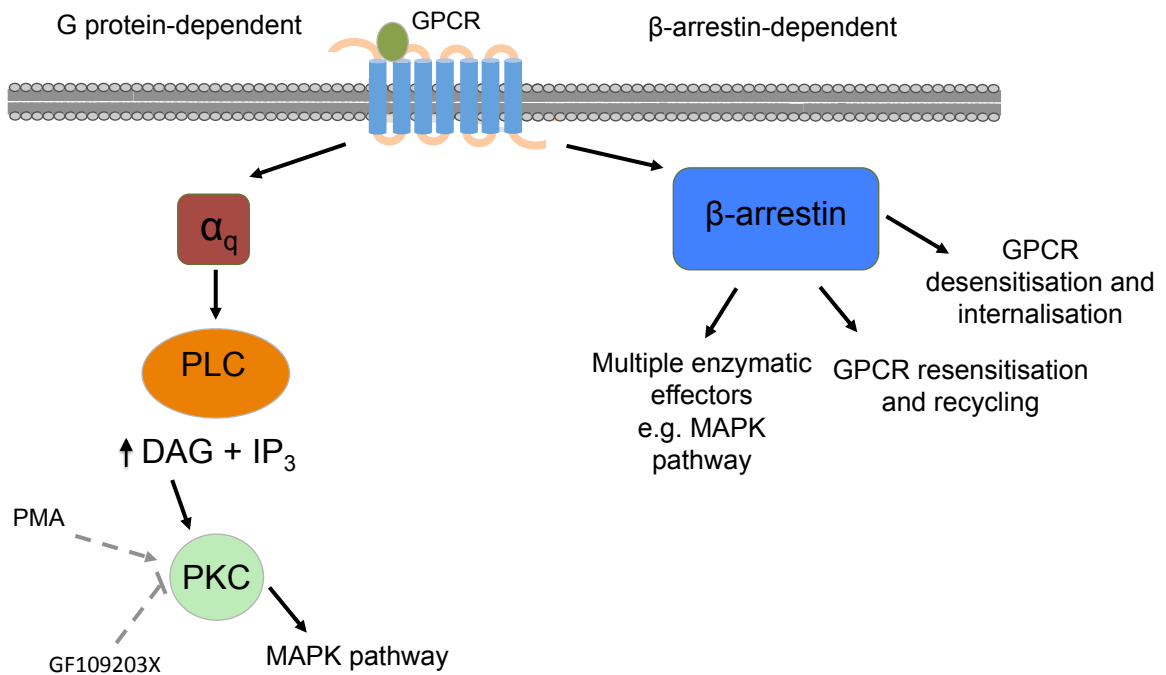 G protein-dependent
GPCR
β-arrestin-dependent
αq
PLC
DAG + IP3
PMA
PKC
GF109203X
MAPK pathway
β-arrestin
GPCR
desensitisation and
internalisation
Multiple enzymatic
effectors
e.g. MAPK
pathway
GPCR resensitisation
and recycling